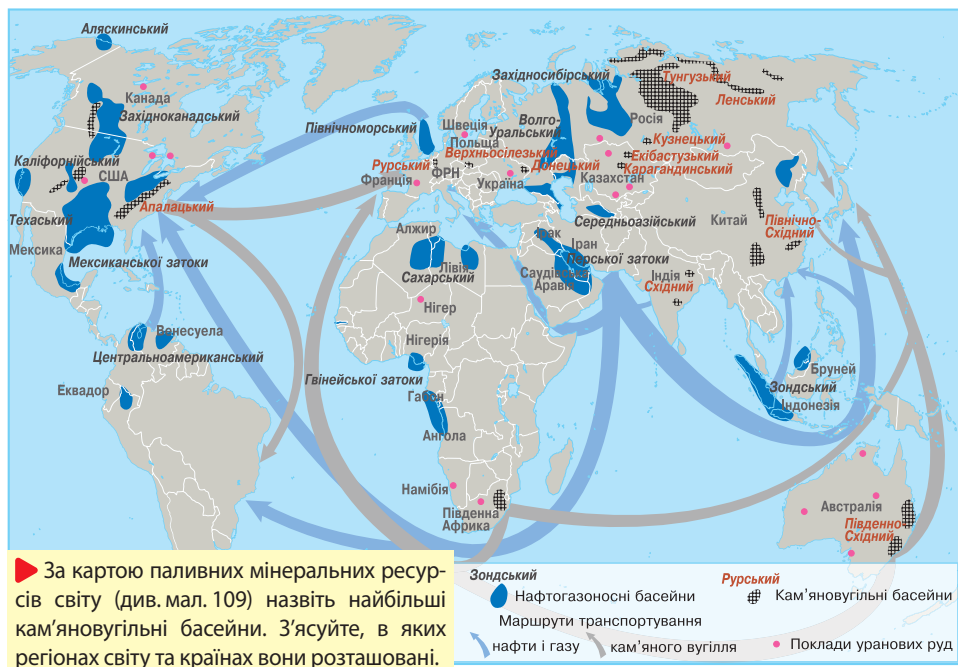 Аляскинський
Канада
Західноканадський
Каліфорнійський
США
Апалацький
Техаський
Мексика
Мексиканської затоки
Венесуела
Центральноамериканський
Еквадор
Північноморський
Швеція
Польща
Рурський
Верхньосілезький
ФРН
Франція
Україна
Донецький
Волго-
Уральський
Західносибірський
Тунгузький
Ленський
Росія
Кузнецький
Екібастузький
Карагандинський
Казахстан
Середньоазійський
Китай
Північно-
Східний
Алжир
Лівія
Сахарський
Ірак
Іран
Перської затоки
Саудівська
Аравія
Індія
Східний
Нігер
Нігерія
Гвінейської затоки
Габон
Ангола
Бруней
Зондський
Індонезія
Намібія
Південна
Африка
Австралія
Південно
Східний
За картою паливних мінеральних ресур-
сів світу (див. мал. 109) назвіть найбільші
кам’яновугільні басейни. З’ясуйте, в яких
регіонах світу та країнах вони розташовані.
Зондський
Нафтогазоносні басейни
Рурський
Кам’яновугільні басейни
Маршрути транспортування
нафти і газу
кам’яного вугілля
Поклади уранових руд